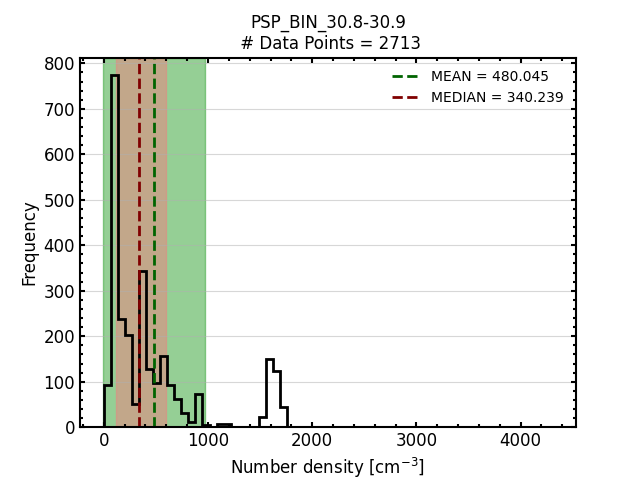 PSP_BIN_30.8-30.9
# Data Points = 2713
MEAN = 480.045
MEDIAN = 340.239
Frequency
800
700
600
500
400
300
200
100
0
0 1000 2000 3000 4000
Number density [cm⁻³]